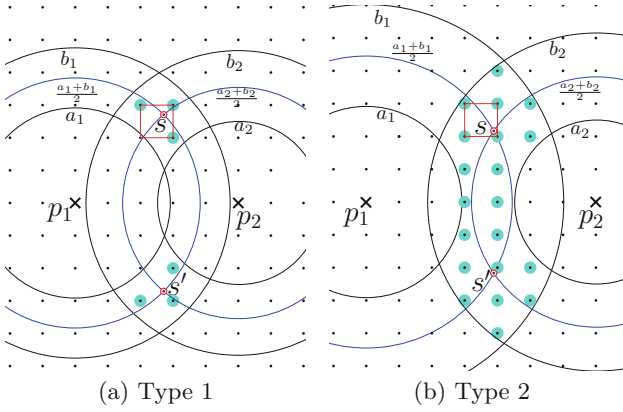 b₁
b₂
(a₁+b₁)/2
(a₂+b₂)/2
a₁
a₂
s
p₁
p₂
s′
(a) Type 1
b₁
b₂
(a₁+b₁)/2
(a₂+b₂)/2
a₁
a₂
s
p₁
p₂
s′
(b) Type 2